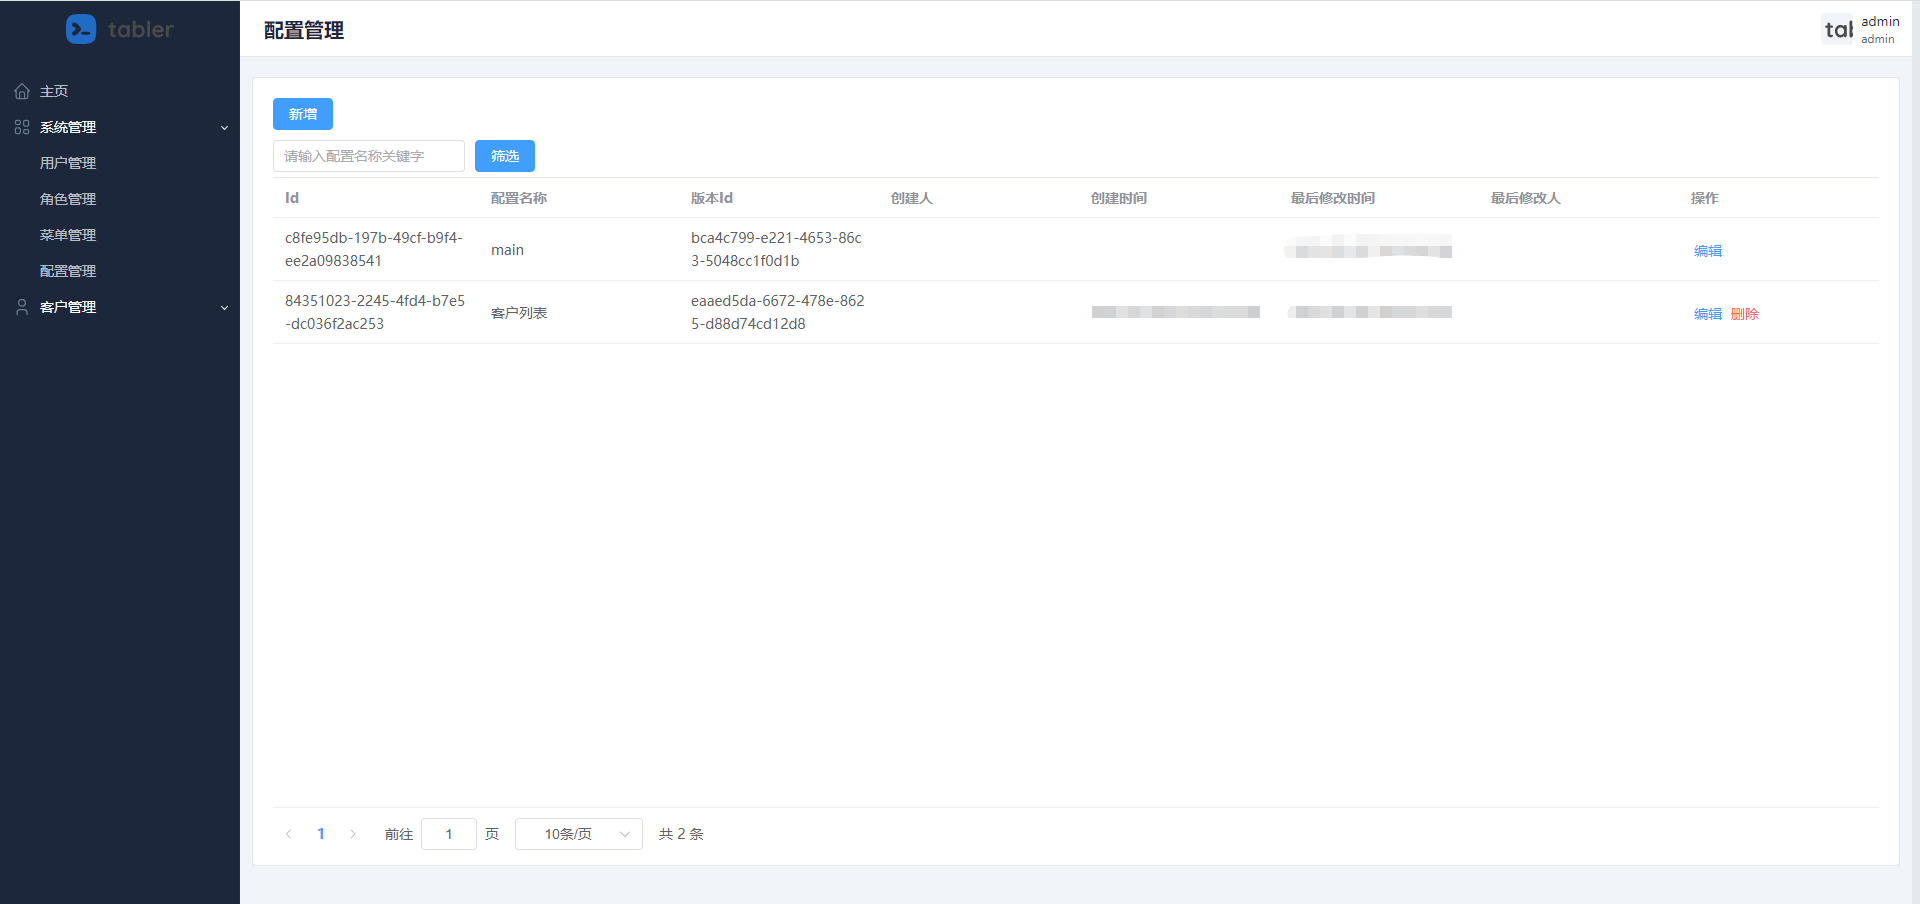 tabler
配置管理
tab
admin
admin
主页
系统管理
用户管理
角色管理
菜单管理
配置管理
客户管理
新增
请输入配置名称关键字
筛选
Id 配置名称 版本Id 创建人 创建时间 最后修改时间 最后修改人 操作
c8fe95db-197b-49cf-b9f4-
ee2a09838541
main
bca4c799-e221-4653-86c
3-5048cc1f0d1b
编辑
84351023-2245-4fd4-b7e5
-dc036f2ac253
客户列表
eaaed5da-6672-478e-862
5-d88d74cd12d8
编辑 删除
1 前往 1 页 10条/页 共 2 条